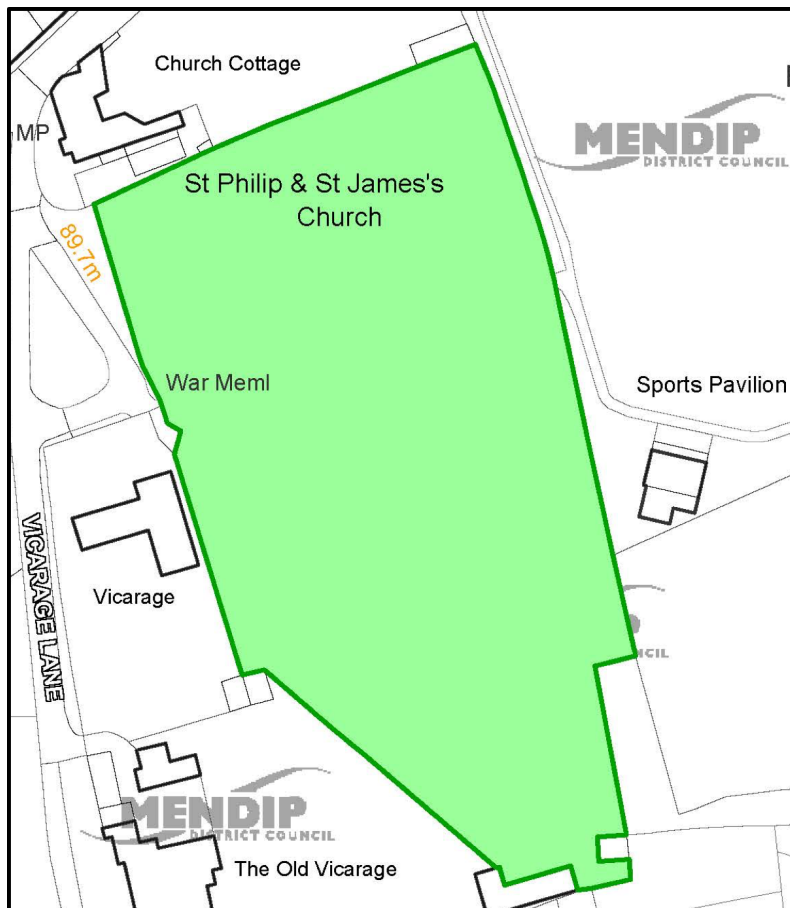 Church Cottage
MP
MENDIP
DISTRICT COUNCIL
St Philip & St James's
Church
89.7m
War Meml
Sports Pavilion
VICARAGE LANE
Vicarage
MENDIP
DISTRICT COUNCIL
The Old Vicarage